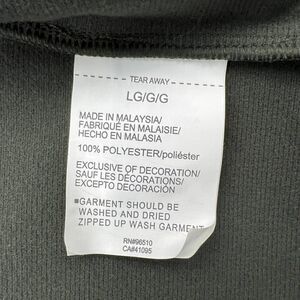 TEAR AWAY
LG/G/G
MADE IN MALAYSIA/
FABRIQUÉ EN MALAISIE/
HECHO EN MALASIA
100% POLYESTER/poliéster
EXCLUSIVE OF DECORATION/
SAUF LES DÉCORATIONS/
EXCEPTO DECORACIÓN
■GARMENT SHOULD BE
WASHED AND DRIED
ZIPPED UP WASH GARMENT
RN#96510
CA#41095